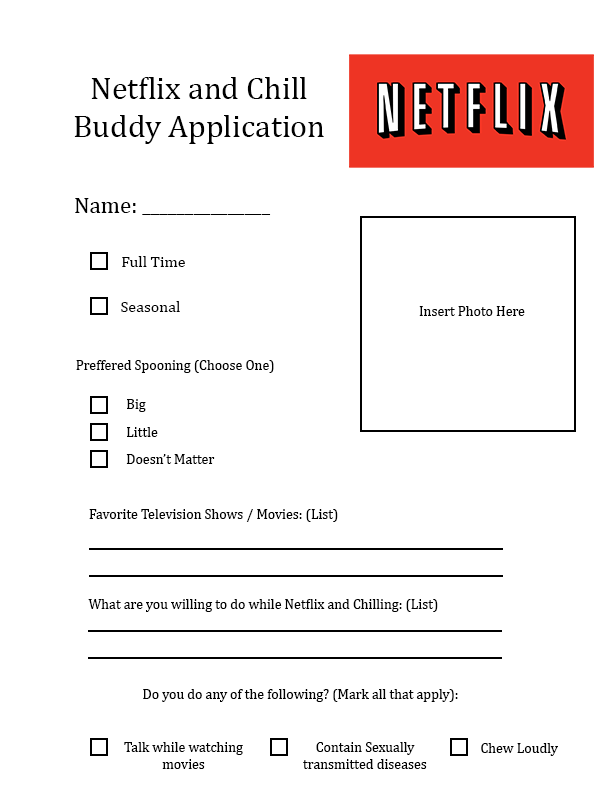 Netflix and Chill
Buddy Application
NETFLIX
Name: _______________
Full Time
Seasonal
Insert Photo Here
Preffered Spooning (Choose One)
Big
Little
Doesn't Matter
Favorite Television Shows / Movies: (List)
What are you willing to do while Netflix and Chilling: (List)
Do you do any of the following? (Mark all that apply):
Talk while watching
movies
Contain Sexually
transmitted diseases
Chew Loudly